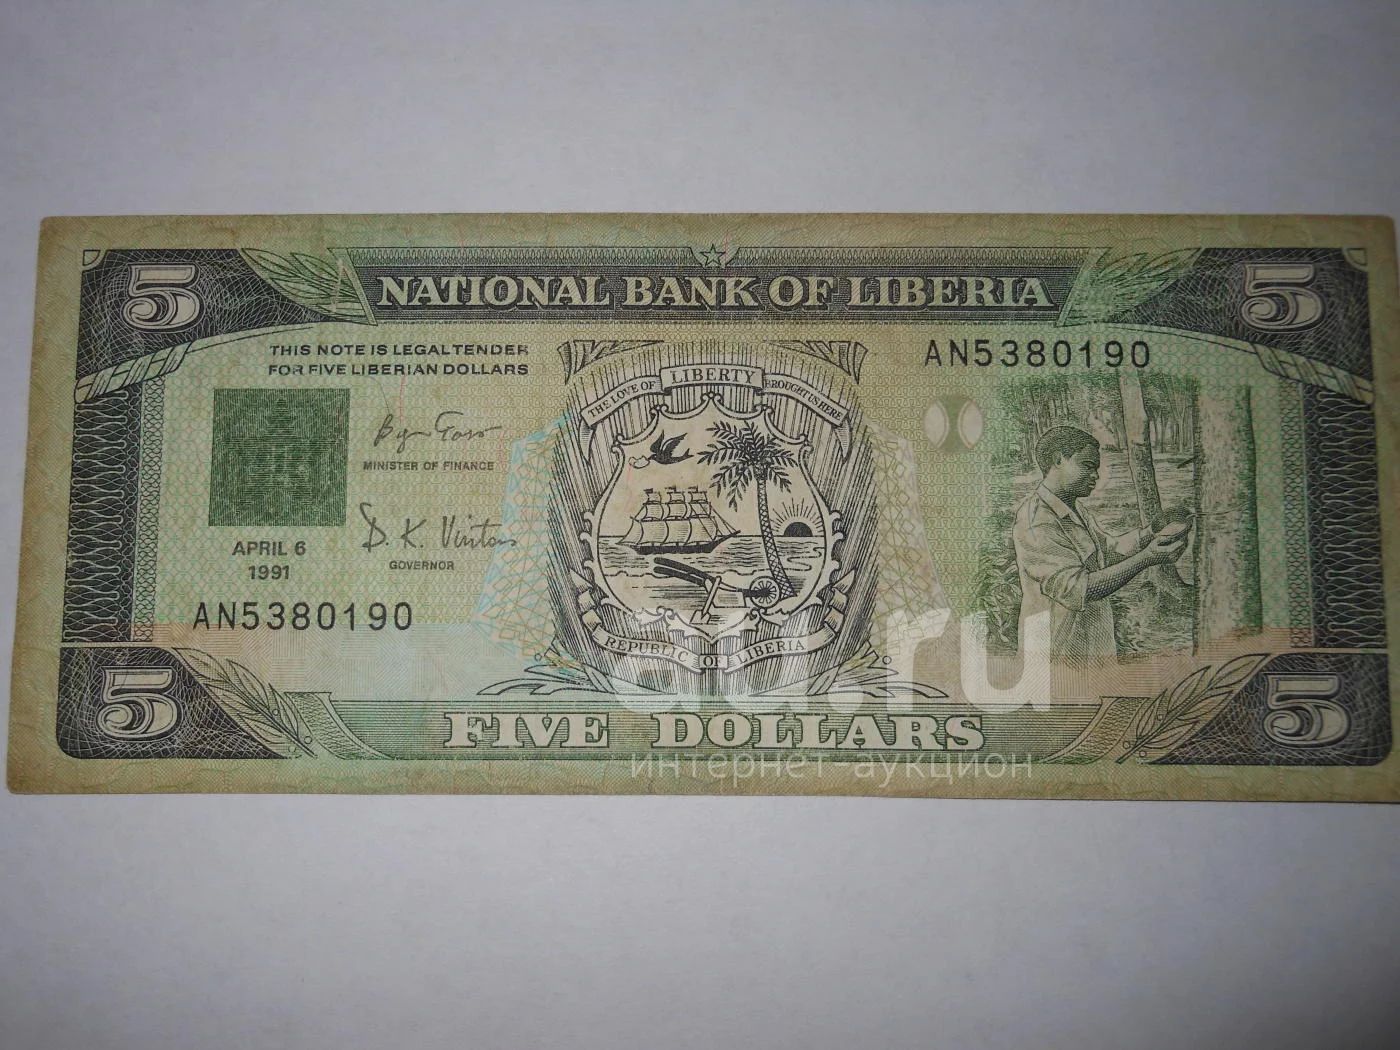 5
NATIONAL BANK OF LIBERIA
5
THIS NOTE IS LEGAL TENDER
FOR FIVE LIBERIAN DOLLARS
AN5380190
THE LOVE OF LIBERTY BROUGHT US HERE
MINISTER OF FINANCE
D. K. Vinton
GOVERNOR
APRIL 6
1991
AN5380190
REPUBLIC OF LIBERIA
5
FIVE DOLLARS
5
au.ru
интернет-аукцион